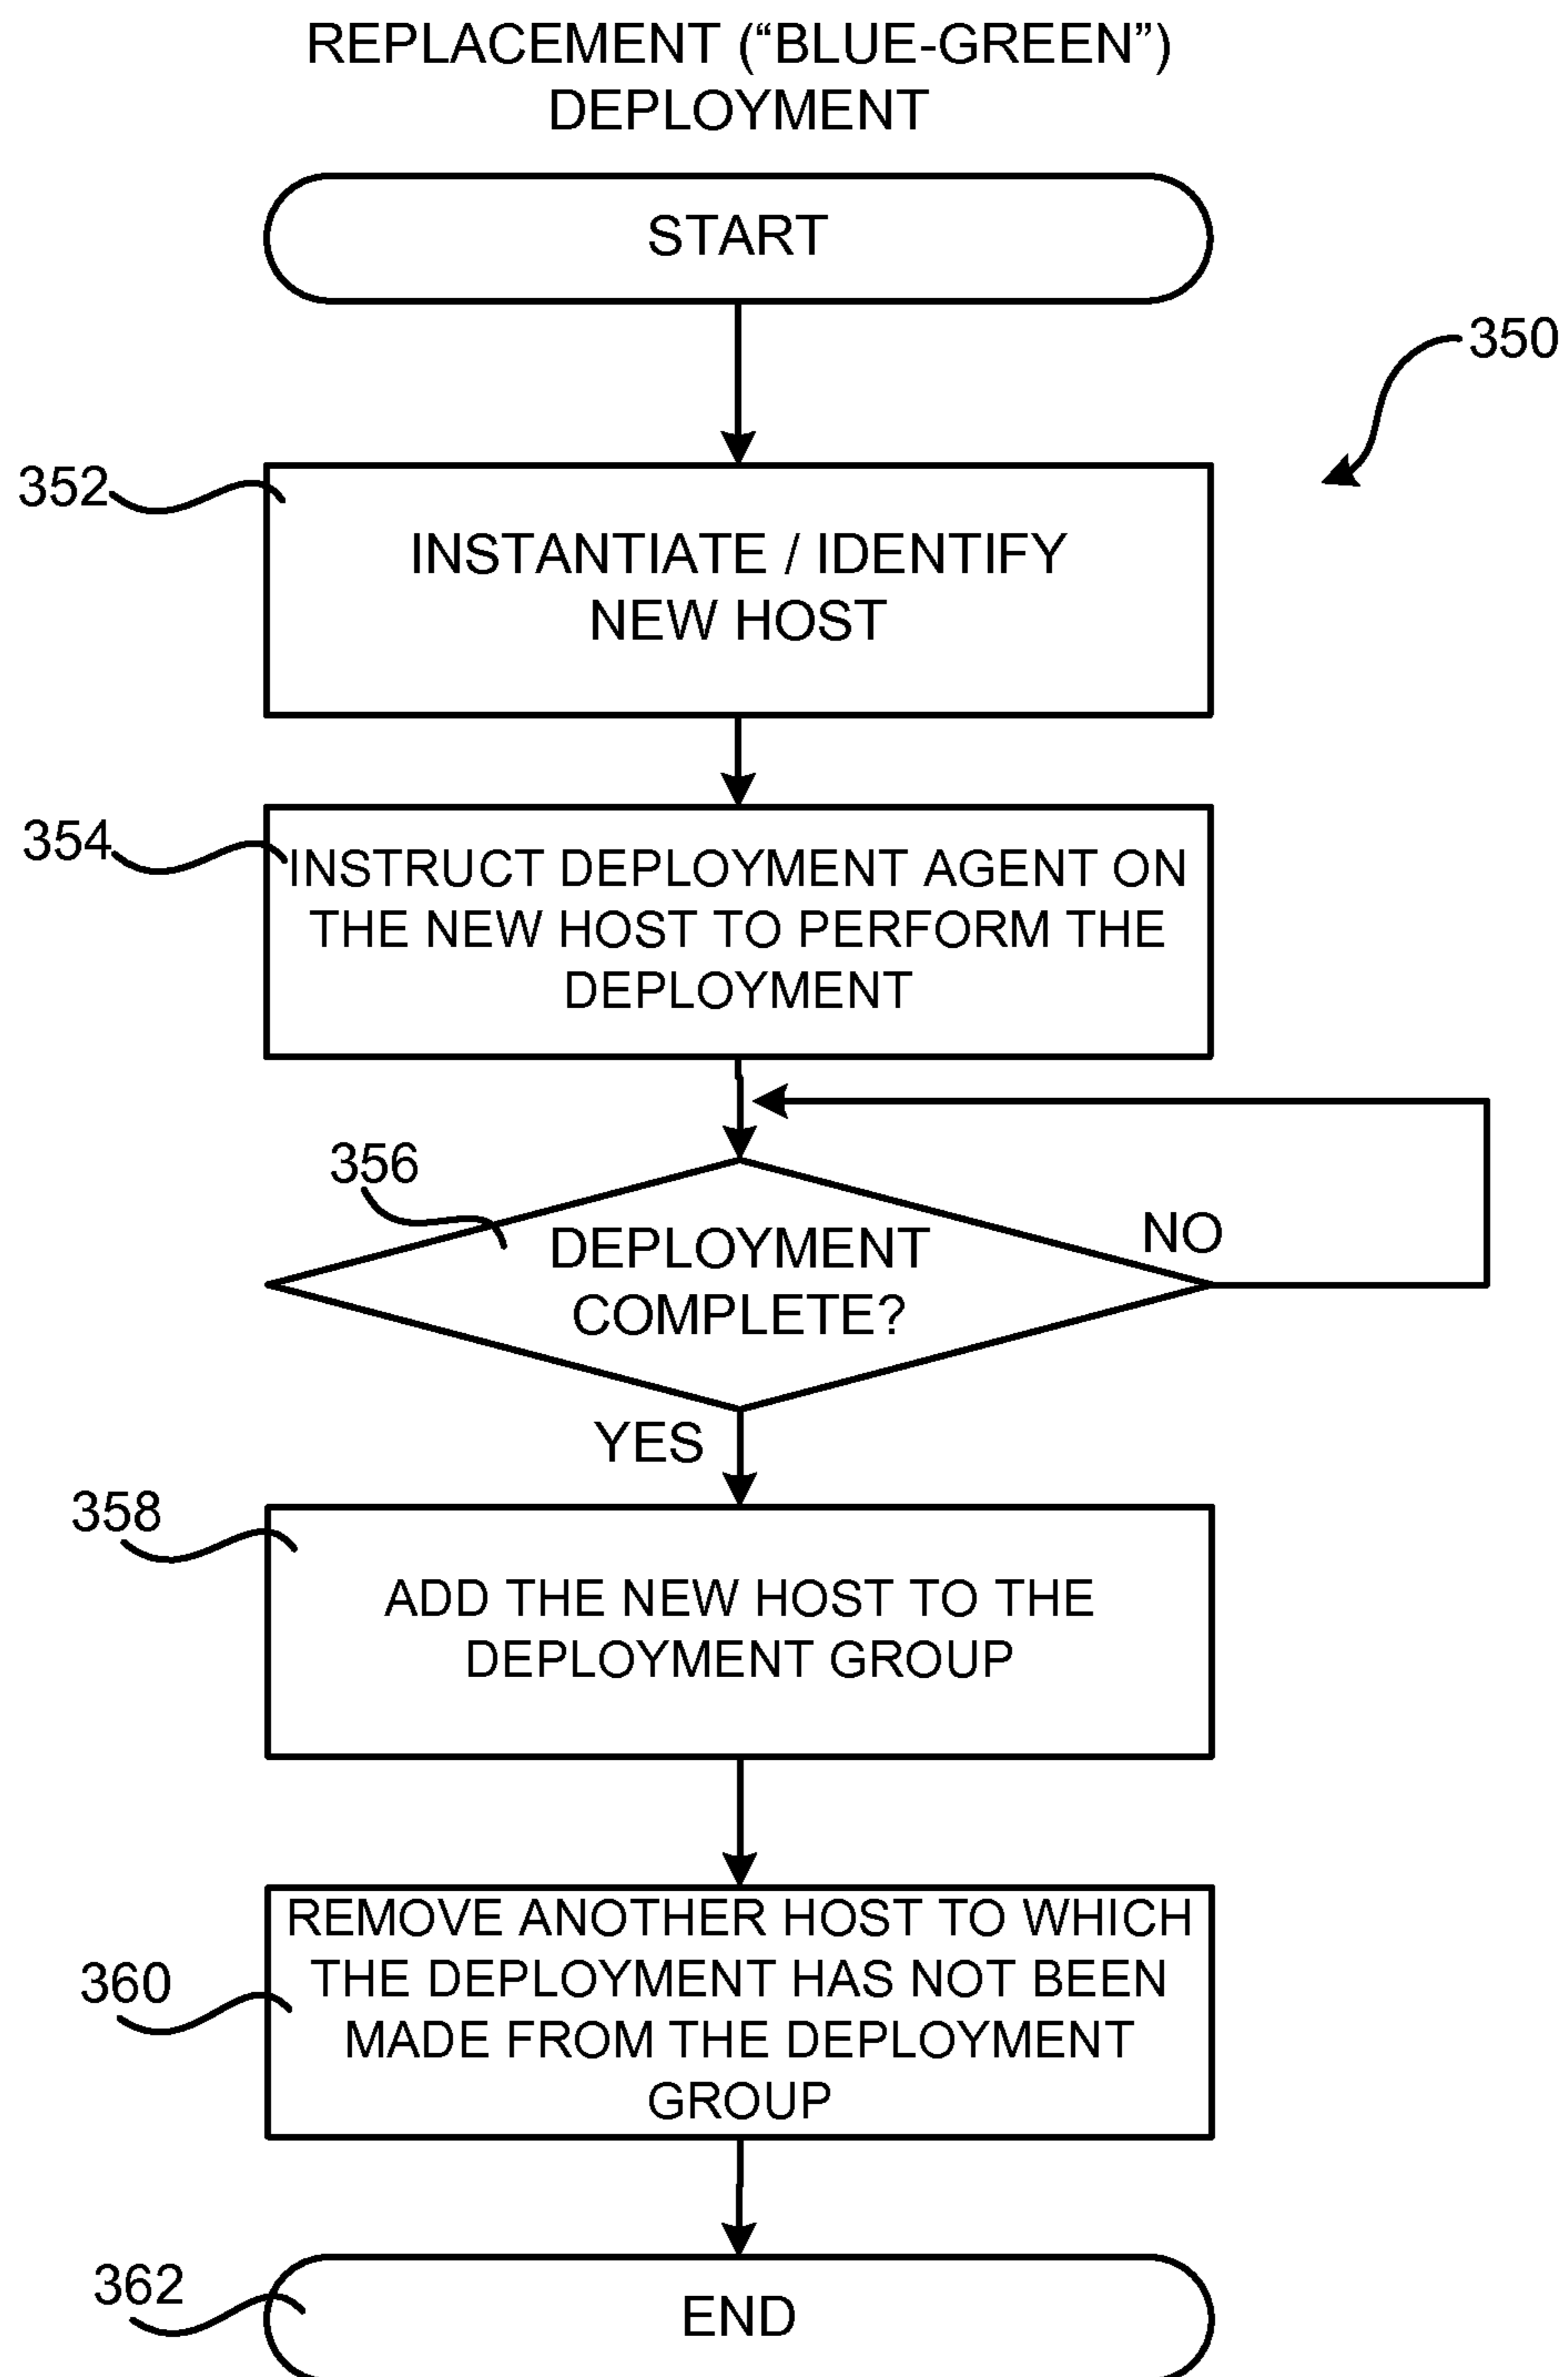 REPLACEMENT (“BLUE-GREEN”)
DEPLOYMENT
START
350
352
INSTANTIATE / IDENTIFY
NEW HOST
354
INSTRUCT DEPLOYMENT AGENT ON
THE NEW HOST TO PERFORM THE
DEPLOYMENT
356
DEPLOYMENT
COMPLETE?
NO
YES
358
ADD THE NEW HOST TO THE
DEPLOYMENT GROUP
360
REMOVE ANOTHER HOST TO WHICH
THE DEPLOYMENT HAS NOT BEEN
MADE FROM THE DEPLOYMENT
GROUP
362
END